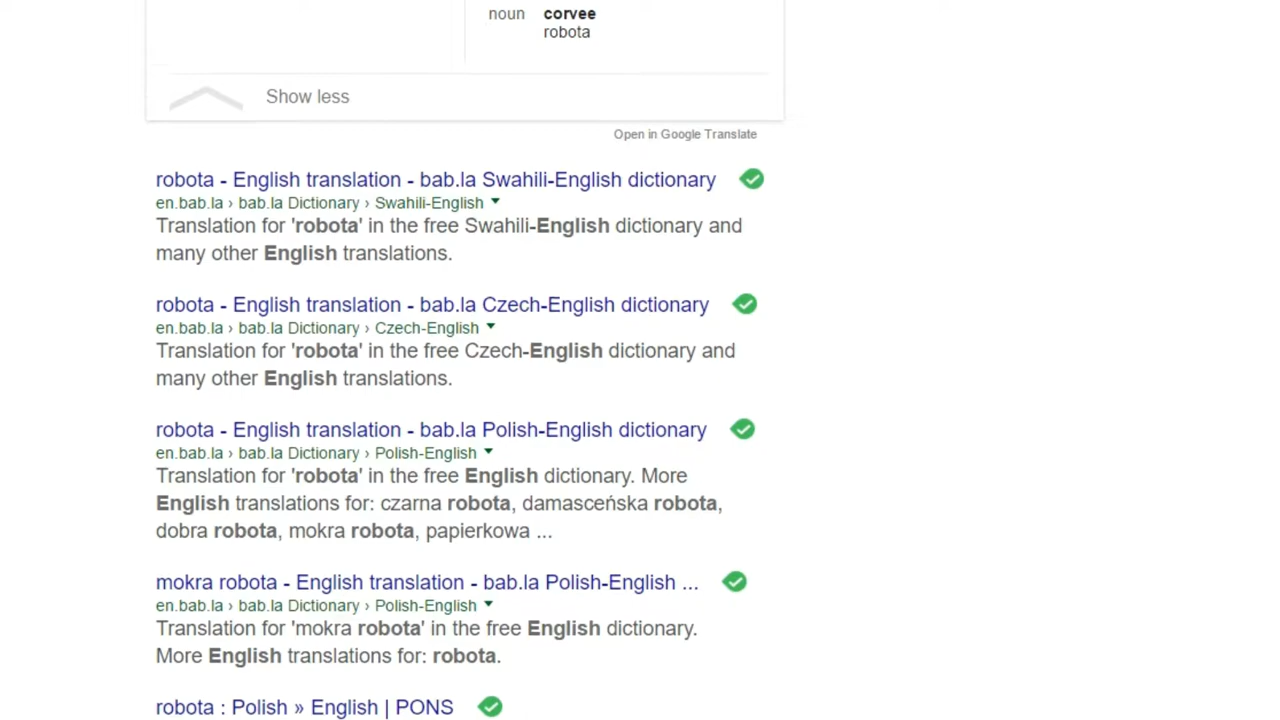 noun corvee
robota
Show less
Open in Google Translate
robota - English translation - bab.la Swahili-English dictionary
en.bab.la › bab.la Dictionary › Swahili-English
Translation for 'robota' in the free Swahili-English dictionary and
many other English translations.
robota - English translation - bab.la Czech-English dictionary
en.bab.la › bab.la Dictionary › Czech-English
Translation for 'robota' in the free Czech-English dictionary and
many other English translations.
robota - English translation - bab.la Polish-English dictionary
en.bab.la › bab.la Dictionary › Polish-English
Translation for 'robota' in the free English dictionary. More
English translations for: czarna robota, damasceńska robota,
dobra robota, mokra robota, papierkowa ...
mokra robota - English translation - bab.la Polish-English ...
en.bab.la › bab.la Dictionary › Polish-English
Translation for 'mokra robota' in the free English dictionary.
More English translations for: robota.
robota : Polish » English | PONS